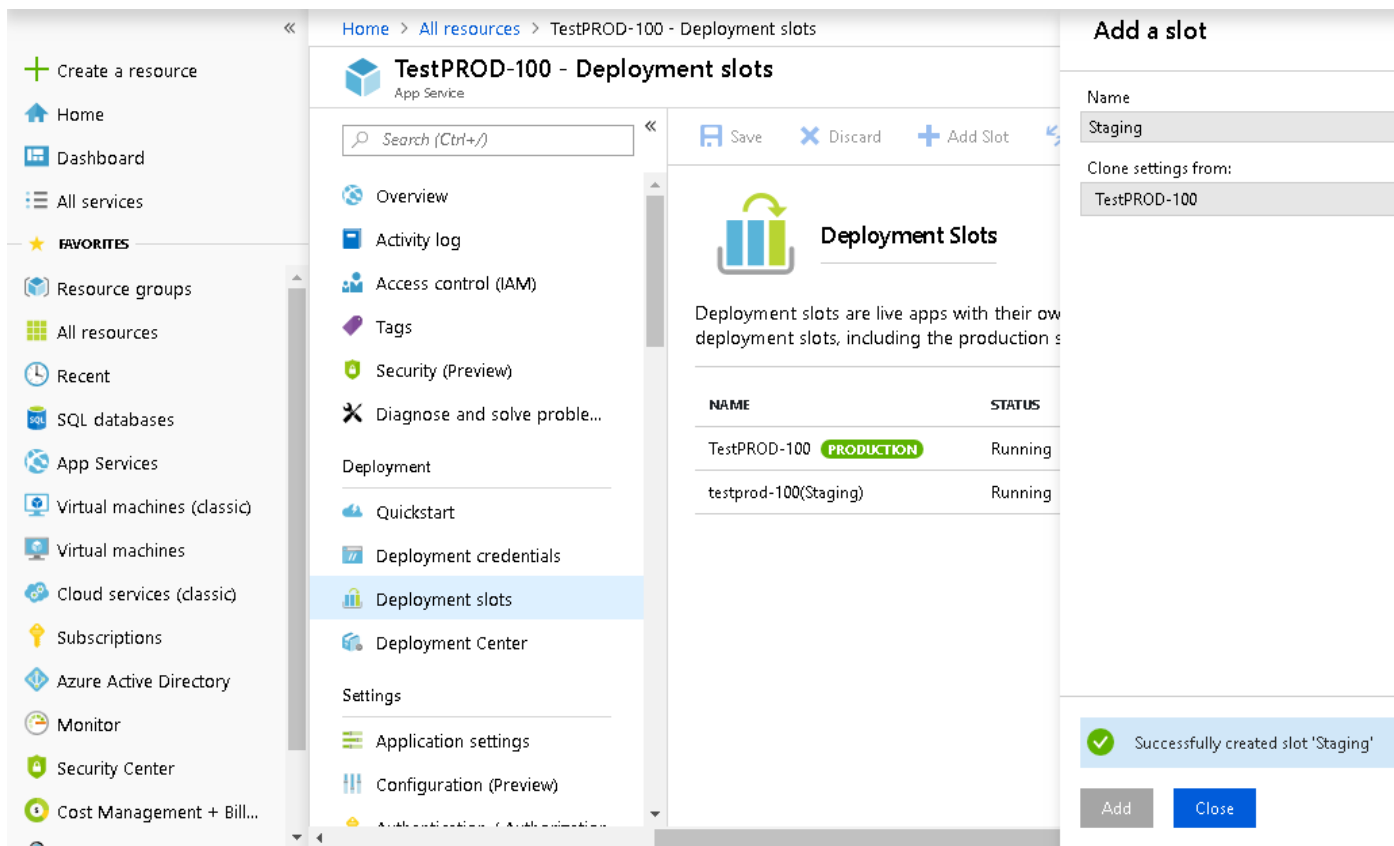 «
Create a resource
Home
Dashboard
All services
FAVORITES
Resource groups
All resources
Recent
SQL databases
App Services
Virtual machines (classic)
Virtual machines
Cloud services (classic)
Subscriptions
Azure Active Directory
Monitor
Security Center
Cost Management + Bill...
Home > All resources > TestPROD-100 - Deployment slots
TestPROD-100 - Deployment slots
App Service
Search (Ctrl+/)
«
Overview
Activity log
Access control (IAM)
Tags
Security (Preview)
Diagnose and solve proble...
Deployment
Quickstart
Deployment credentials
Deployment slots
Deployment Center
Settings
Application settings
Configuration (Preview)
Authentication / Authorization
Save Discard Add Slot
Deployment Slots
Deployment slots are live apps with their ow
deployment slots, including the production s
NAME STATUS
TestPROD-100 PRODUCTION Running
testprod-100(Staging) Running
Add a slot
Name
Staging
Clone settings from:
TestPROD-100
Successfully created slot 'Staging'
Add Close